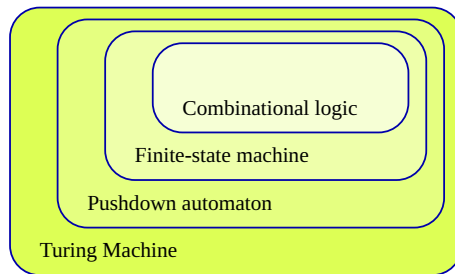 Combinational logic
Finite-state machine
Pushdown automaton
Turing Machine